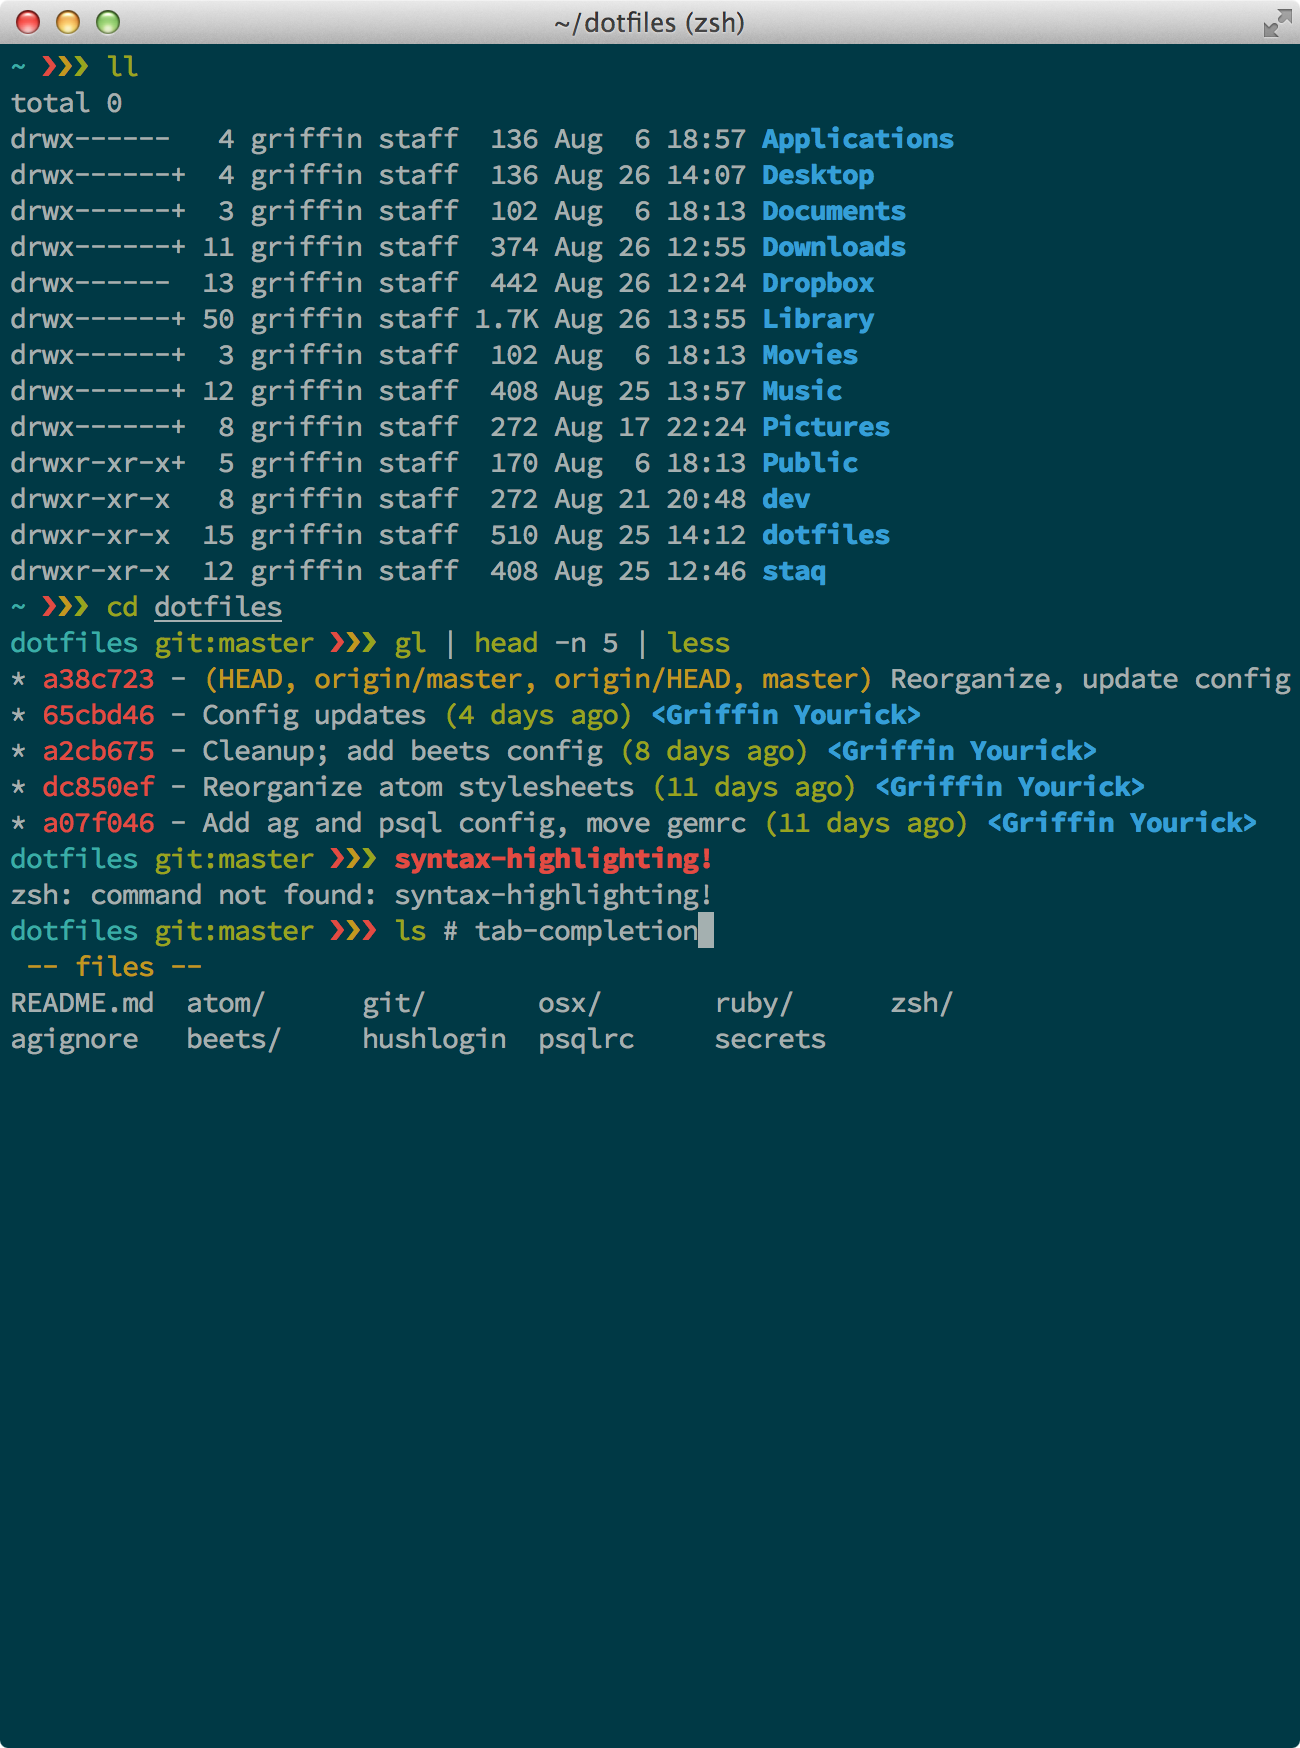 ~/dotfiles (zsh)
~ ❯❯❯ ll
total 0
drwx------   4 griffin staff  136 Aug  6 18:57 Applications
drwx------+  4 griffin staff  136 Aug 26 14:07 Desktop
drwx------+  3 griffin staff  102 Aug  6 18:13 Documents
drwx------+ 11 griffin staff  374 Aug 26 12:55 Downloads
drwx------  13 griffin staff  442 Aug 26 12:24 Dropbox
drwx------+ 50 griffin staff 1.7K Aug 26 13:55 Library
drwx------+  3 griffin staff  102 Aug  6 18:13 Movies
drwx------+ 12 griffin staff  408 Aug 25 13:57 Music
drwx------+  8 griffin staff  272 Aug 17 22:24 Pictures
drwxr-xr-x+  5 griffin staff  170 Aug  6 18:13 Public
drwxr-xr-x   8 griffin staff  272 Aug 21 20:48 dev
drwxr-xr-x  15 griffin staff  510 Aug 25 14:12 dotfiles
drwxr-xr-x  12 griffin staff  408 Aug 25 12:46 staq
~ ❯❯❯ cd dotfiles
dotfiles git:master ❯❯❯ gl | head -n 5 | less
* a38c723 - (HEAD, origin/master, origin/HEAD, master) Reorganize, update config
* 65cbd46 - Config updates (4 days ago) <Griffin Yourick>
* a2cb675 - Cleanup; add beets config (8 days ago) <Griffin Yourick>
* dc850ef - Reorganize atom stylesheets (11 days ago) <Griffin Yourick>
* a07f046 - Add ag and psql config, move gemrc (11 days ago) <Griffin Yourick>
dotfiles git:master ❯❯❯ syntax-highlighting!
zsh: command not found: syntax-highlighting!
dotfiles git:master ❯❯❯ ls # tab-completion
 -- files --
README.md  atom/      git/       osx/       ruby/      zsh/
agignore   beets/     hushlogin  psqlrc     secrets